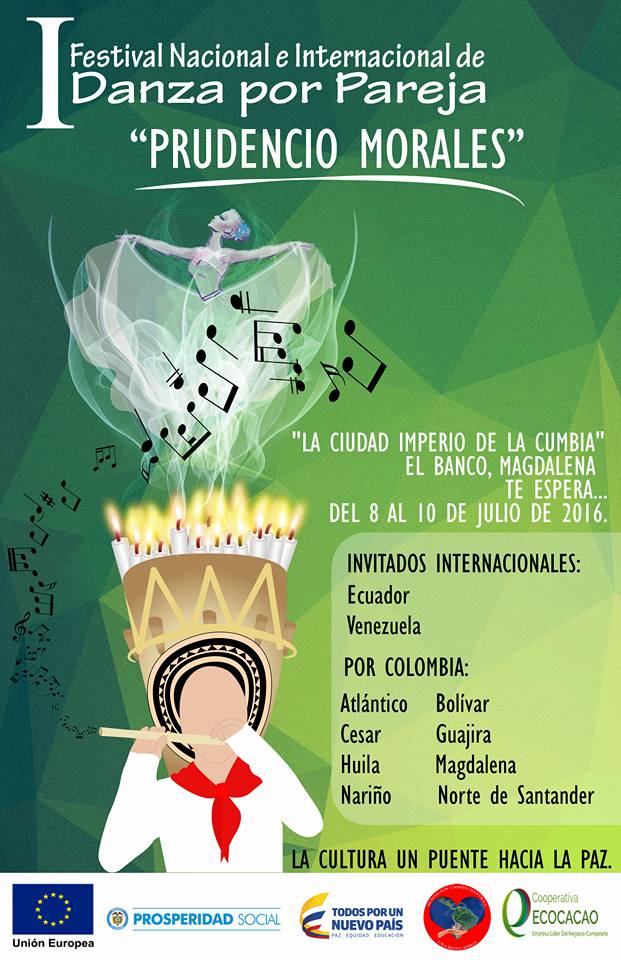 I Festival Nacional e Internacional de
Danza por Pareja
“PRUDENCIO MORALES”
"LA CIUDAD IMPERIO DE LA CUMBIA"
EL BANCO, MAGDALENA
TE ESPERA...
DEL 8 AL 10 DE JULIO DE 2016.
INVITADOS INTERNACIONALES:
Ecuador
Venezuela
POR COLOMBIA:
Atlántico Bolívar
Cesar Guajira
Huila Magdalena
Nariño Norte de Santander
LA CULTURA UN PUENTE HACIA LA PAZ.
Unión Europea
PROSPERIDAD SOCIAL
TODOS POR UN
NUEVO PAÍS
PAZ EQUIDAD EDUCACIÓN
Cooperativa
ECOCACAO
Empresa Líder Del Negocio Campesino